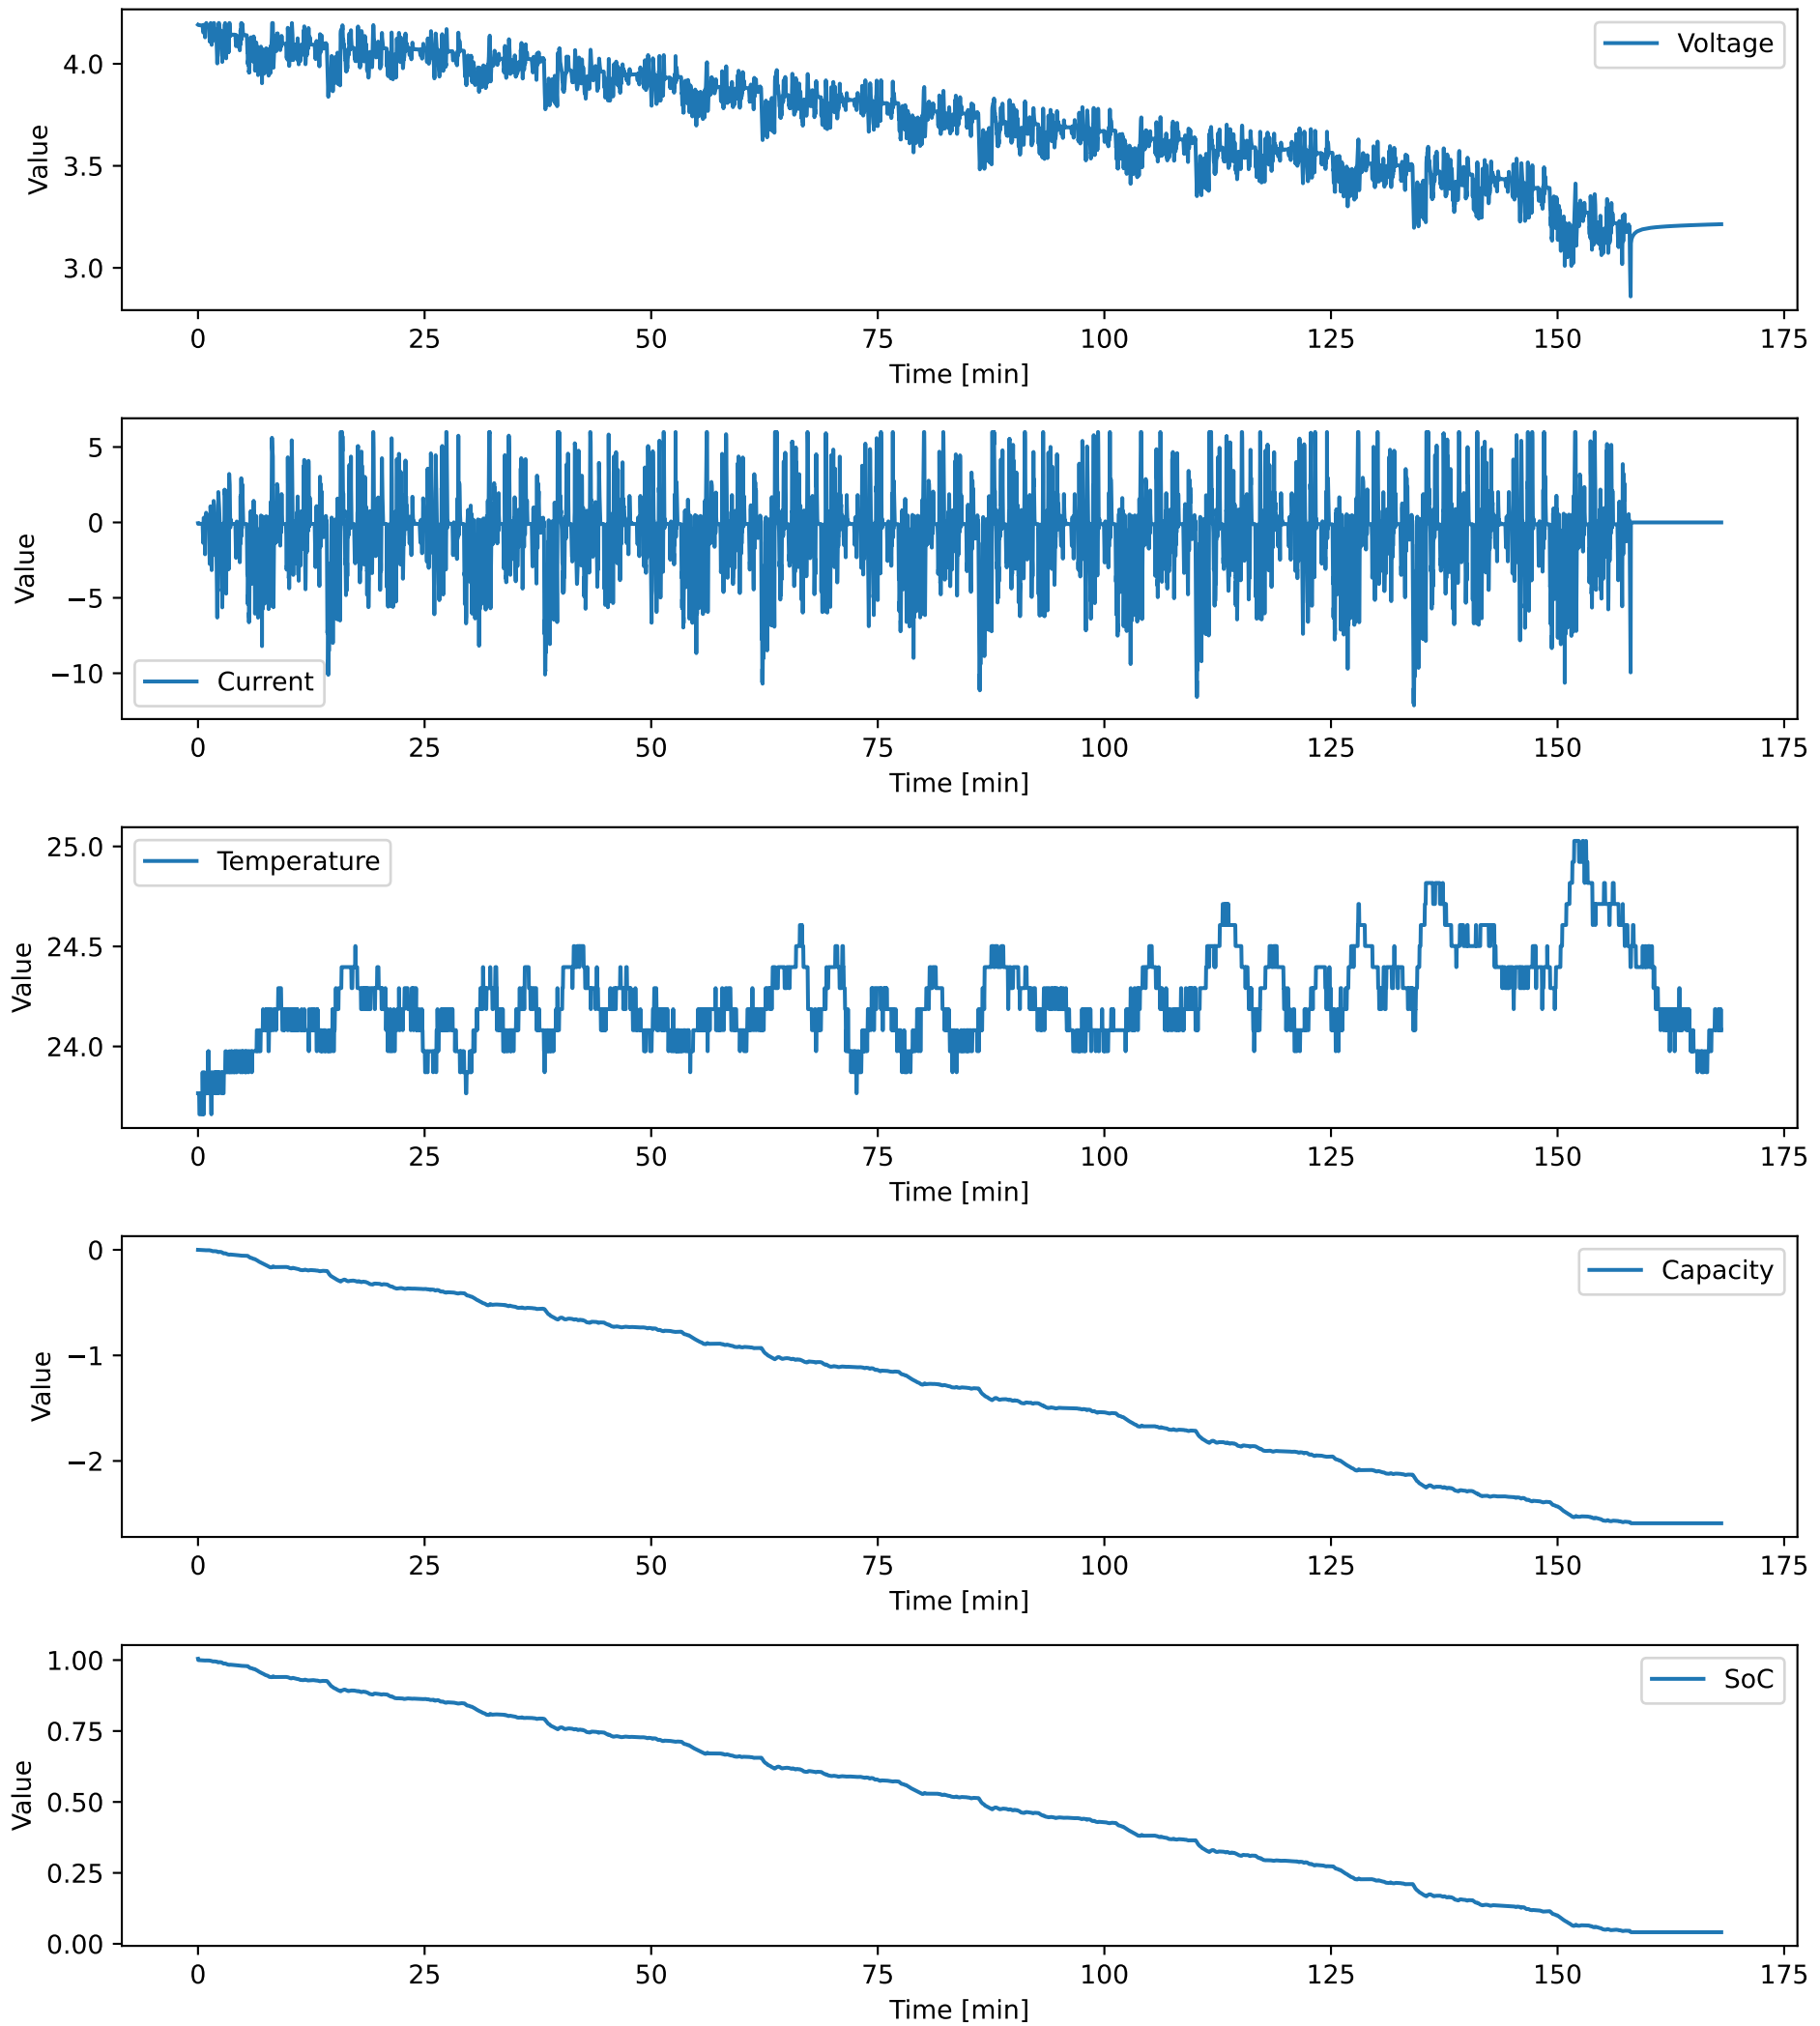 Voltage
4.0
3.5
3.0
Value
0 25 50 75 100 125 150 175
Time [min]
Current
5
0
−5
−10
Value
0 25 50 75 100 125 150 175
Time [min]
Temperature
25.0
24.5
24.0
Value
0 25 50 75 100 125 150 175
Time [min]
Capacity
0
−1
−2
Value
0 25 50 75 100 125 150 175
Time [min]
SoC
1.00
0.75
0.50
0.25
0.00
Value
0 25 50 75 100 125 150 175
Time [min]